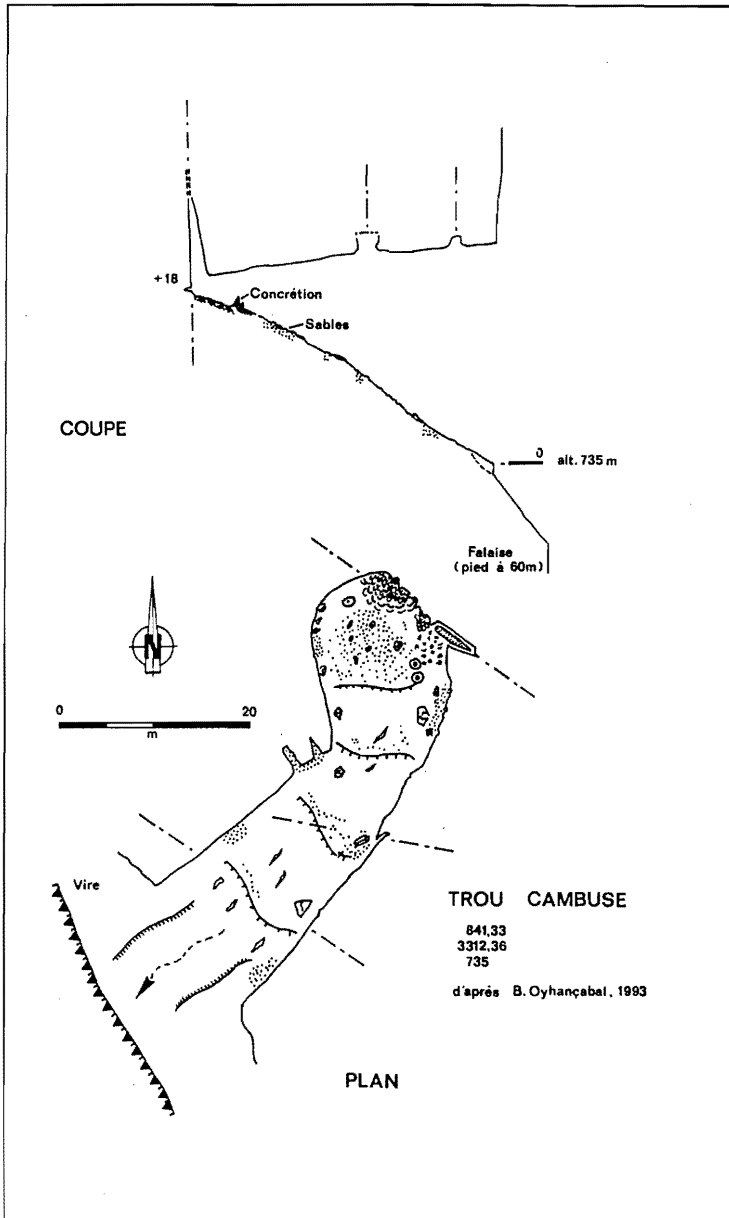 +18
Concrétion
Sables
COUPE
0
alt. 735 m
Falaise
(pied à 60m)
N
0 20
m
Vire
TROU CAMBUSE
841,33
3312,36
735
d'aprés B. Oyhançabal, 1993
PLAN